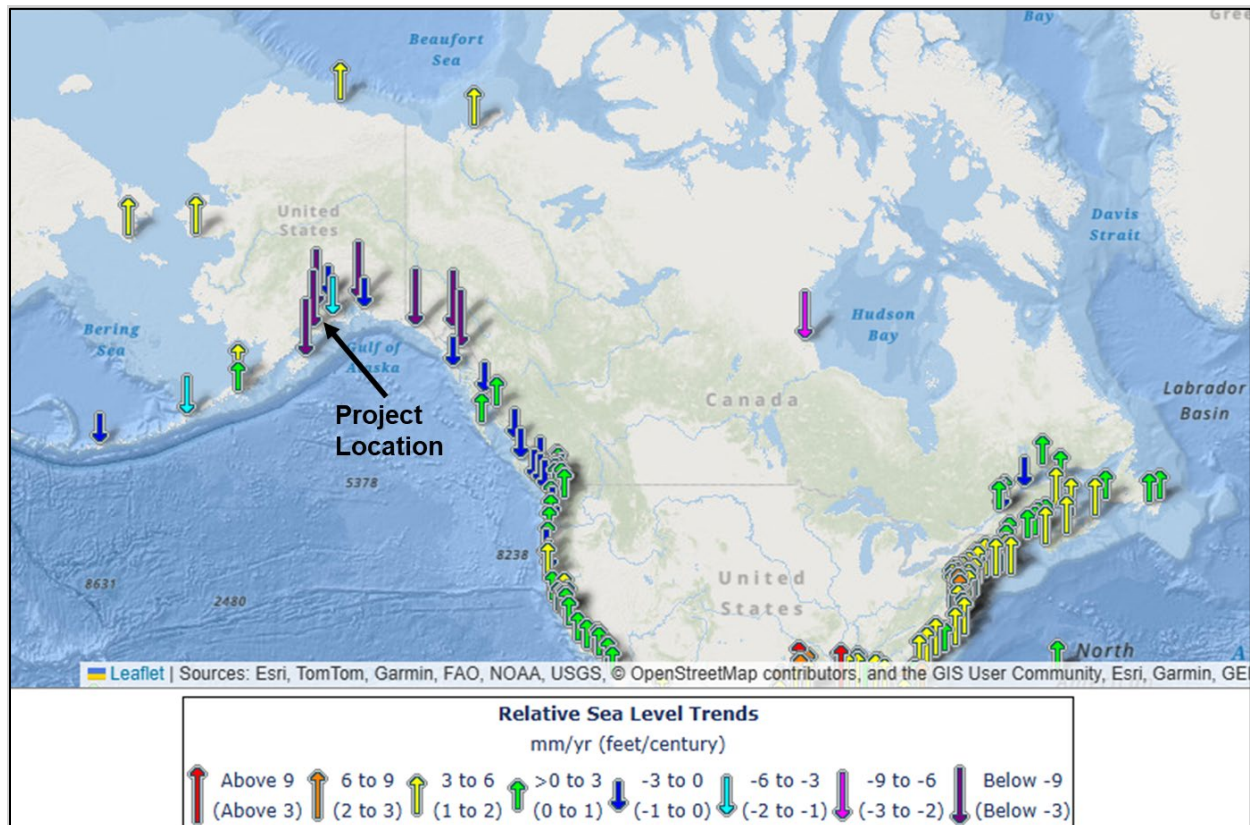 Beaufort
Sea
Bay
Gree
United
States
Davis
Strait
Bering
Sea
Gulf of
Alaska
Hudson
Bay
Project
Location
Canada
Labrador
Basin
5378
8238
8631
2480
United
States
North
A
Leaflet | Sources: Esri, TomTom, Garmin, FAO, NOAA, USGS, © OpenStreetMap contributors, and the GIS User Community, Esri, Garmin, GE
Relative Sea Level Trends
mm/yr (feet/century)
Above 9 6 to 9 3 to 6 >0 to 3 -3 to 0 -6 to -3 -9 to -6 Below -9
(Above 3) (2 to 3) (1 to 2) (0 to 1) (-1 to 0) (-2 to -1) (-3 to -2) (Below -3)